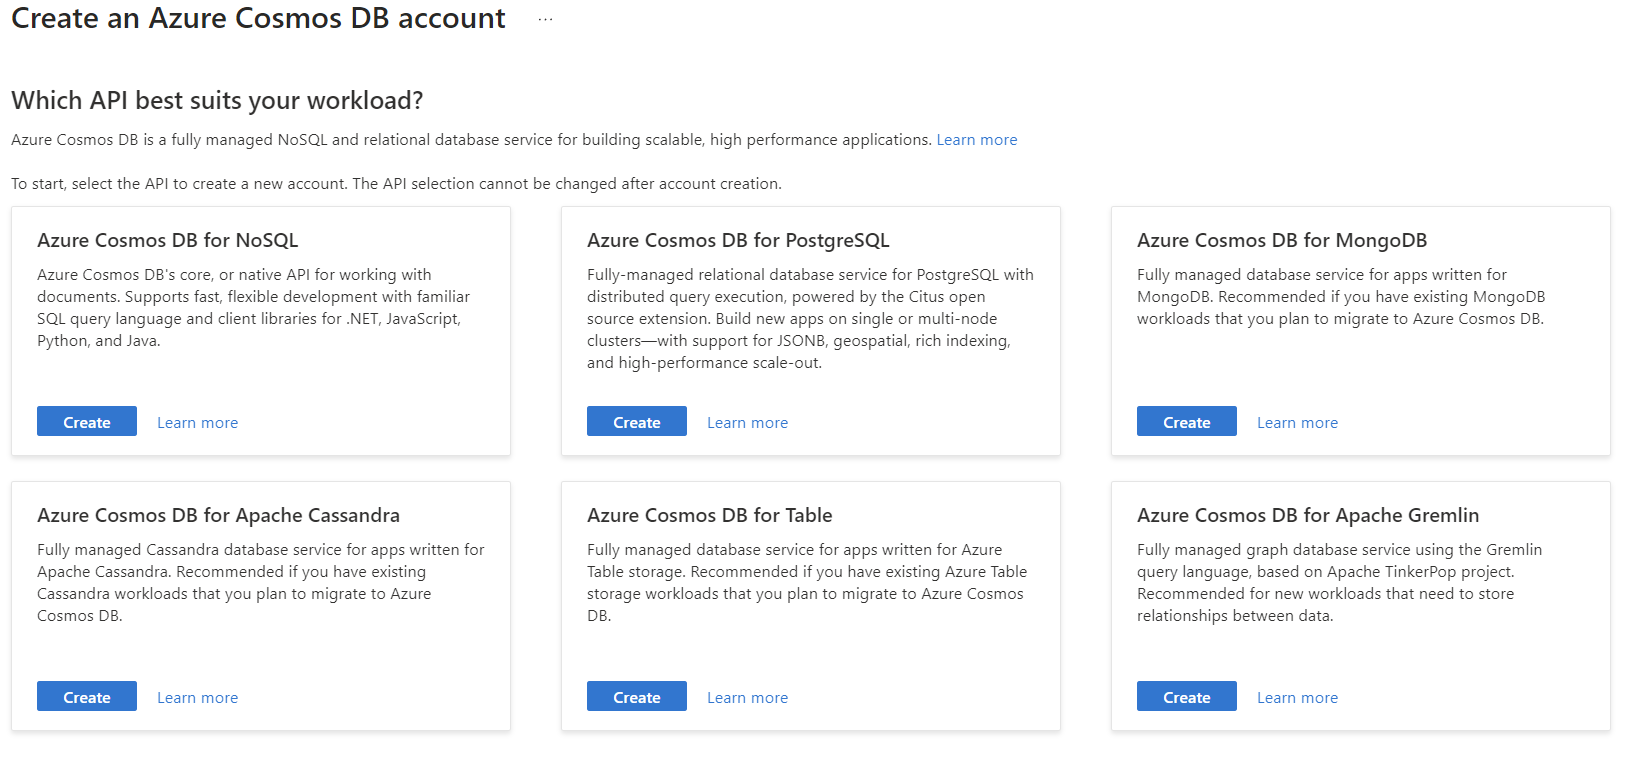 Create an Azure Cosmos DB account ...
Which API best suits your workload?
Azure Cosmos DB is a fully managed NoSQL and relational database service for building scalable, high performance applications. Learn more
To start, select the API to create a new account. The API selection cannot be changed after account creation.
Azure Cosmos DB for NoSQL
Azure Cosmos DB's core, or native API for working with
documents. Supports fast, flexible development with familiar
SQL query language and client libraries for .NET, JavaScript,
Python, and Java.
Create Learn more
Azure Cosmos DB for PostgreSQL
Fully-managed relational database service for PostgreSQL with
distributed query execution, powered by the Citus open
source extension. Build new apps on single or multi-node
clusters—with support for JSONB, geospatial, rich indexing,
and high-performance scale-out.
Create Learn more
Azure Cosmos DB for MongoDB
Fully managed database service for apps written for
MongoDB. Recommended if you have existing MongoDB
workloads that you plan to migrate to Azure Cosmos DB.
Create Learn more
Azure Cosmos DB for Apache Cassandra
Fully managed Cassandra database service for apps written for
Apache Cassandra. Recommended if you have existing
Cassandra workloads that you plan to migrate to Azure
Cosmos DB.
Create Learn more
Azure Cosmos DB for Table
Fully managed database service for apps written for Azure
Table storage. Recommended if you have existing Azure Table
storage workloads that you plan to migrate to Azure Cosmos
DB.
Create Learn more
Azure Cosmos DB for Apache Gremlin
Fully managed graph database service using the Gremlin
query language, based on Apache TinkerPop project.
Recommended for new workloads that need to store
relationships between data.
Create Learn more